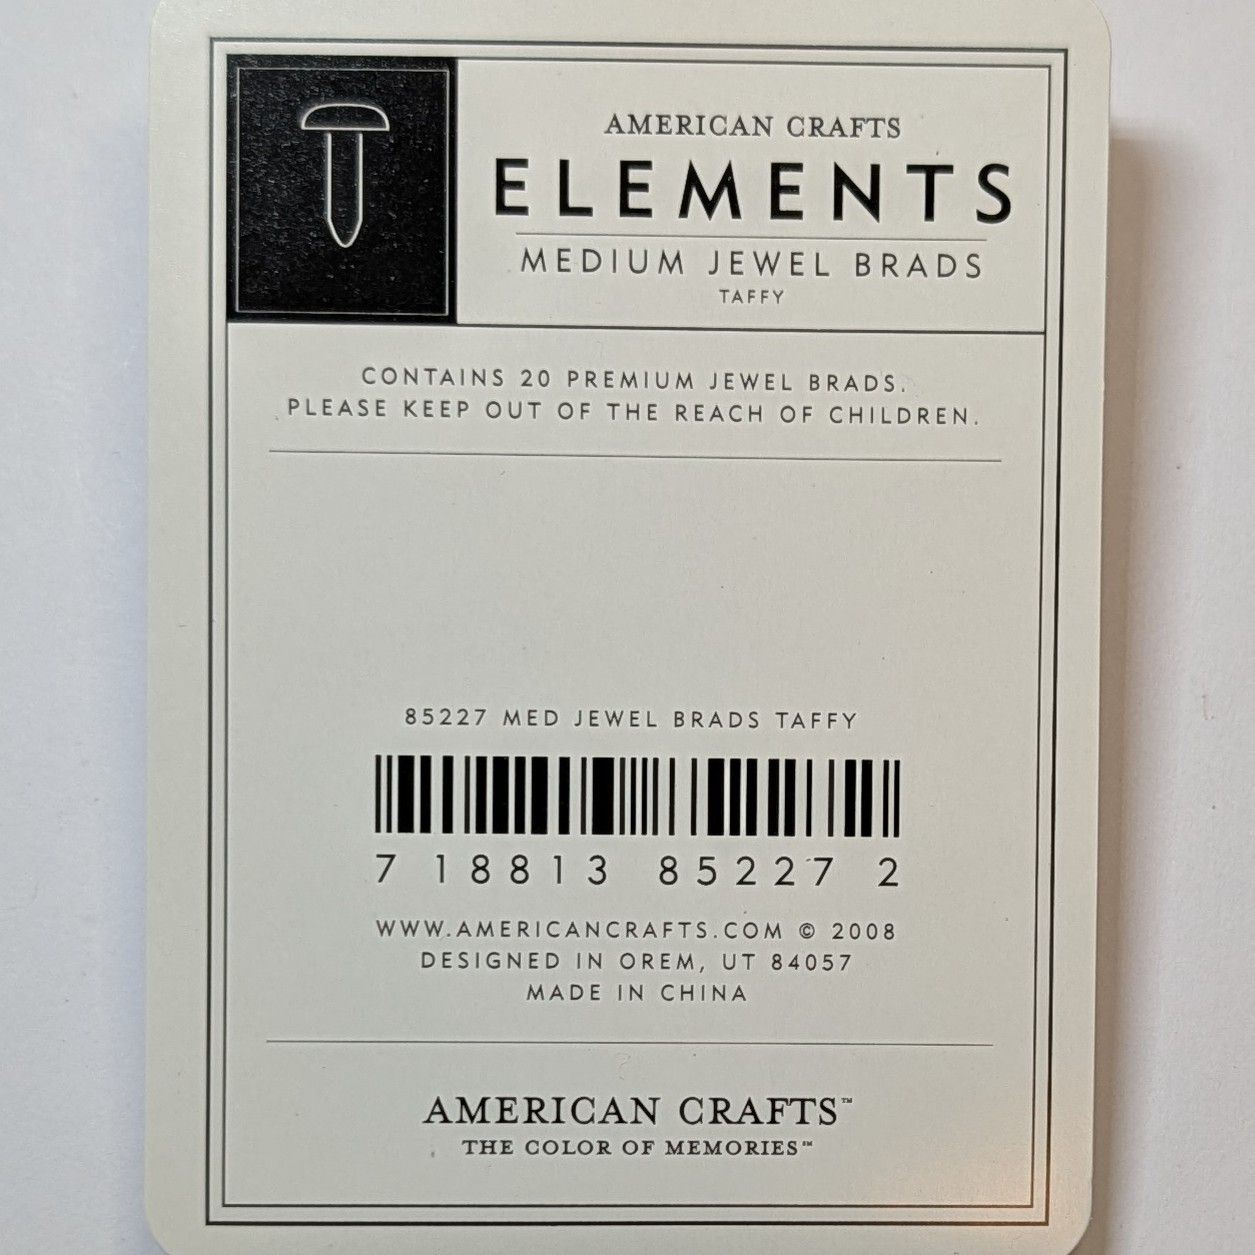 AMERICAN CRAFTS
ELEMENTS
MEDIUM JEWEL BRADS
TAFFY
CONTAINS 20 PREMIUM JEWEL BRADS.
PLEASE KEEP OUT OF THE REACH OF CHILDREN.
85227 MED JEWEL BRADS TAFFY
7 18813 85227 2
WWW.AMERICANCRAFTS.COM © 2008
DESIGNED IN OREM, UT 84057
MADE IN CHINA
AMERICAN CRAFTS™
THE COLOR OF MEMORIES℠